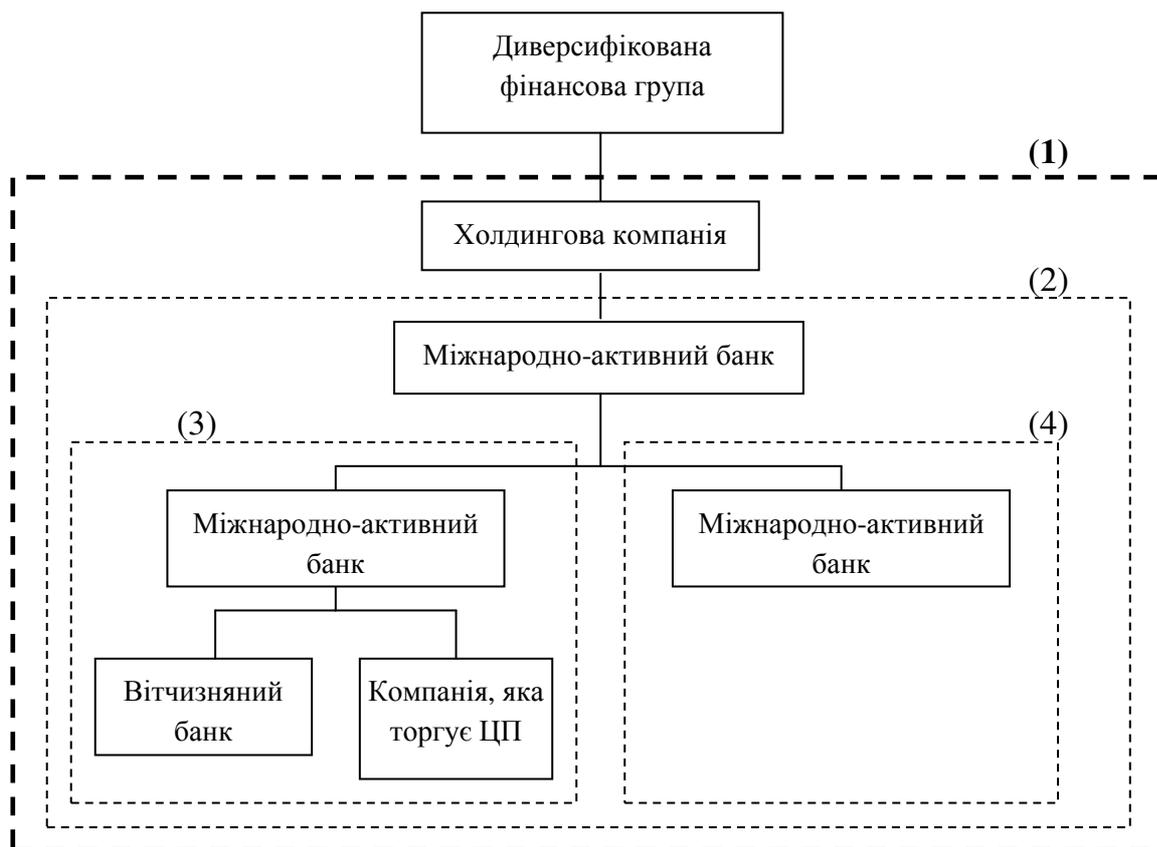 Диверсифікована
фінансова група
(1)
Холдингова компанія
(2)
Міжнародно-активний банк
(3)
(4)
Міжнародно-активний
банк
Міжнародно-активний
банк
Вітчизняний
банк
Компанія, яка
торгує ЦП